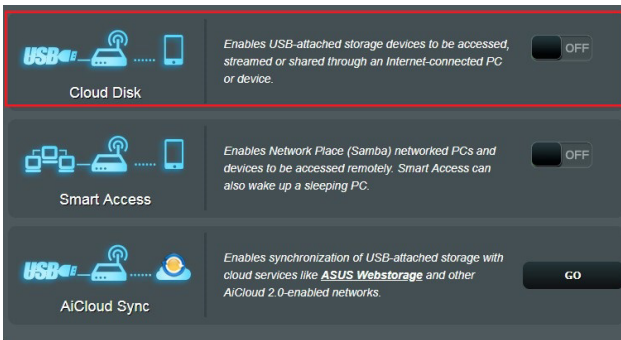 Enables USB-attached storage devices to be accessed,
USB
streamed or shared through an Internet-connected PC
OFF
or device.
Cloud Disk
Enables Network Place (Samba) networked PCs and
devices to be accessed remotely. Smart Access can
OFF
also wake up a sleeping PC.
Smart Access
Enables synchronization of USB-attached storage with
USB
cloud services like ASUS Webstorage and other
GO
AiCloud 2.0-enabled networks.
AiCloud Sync